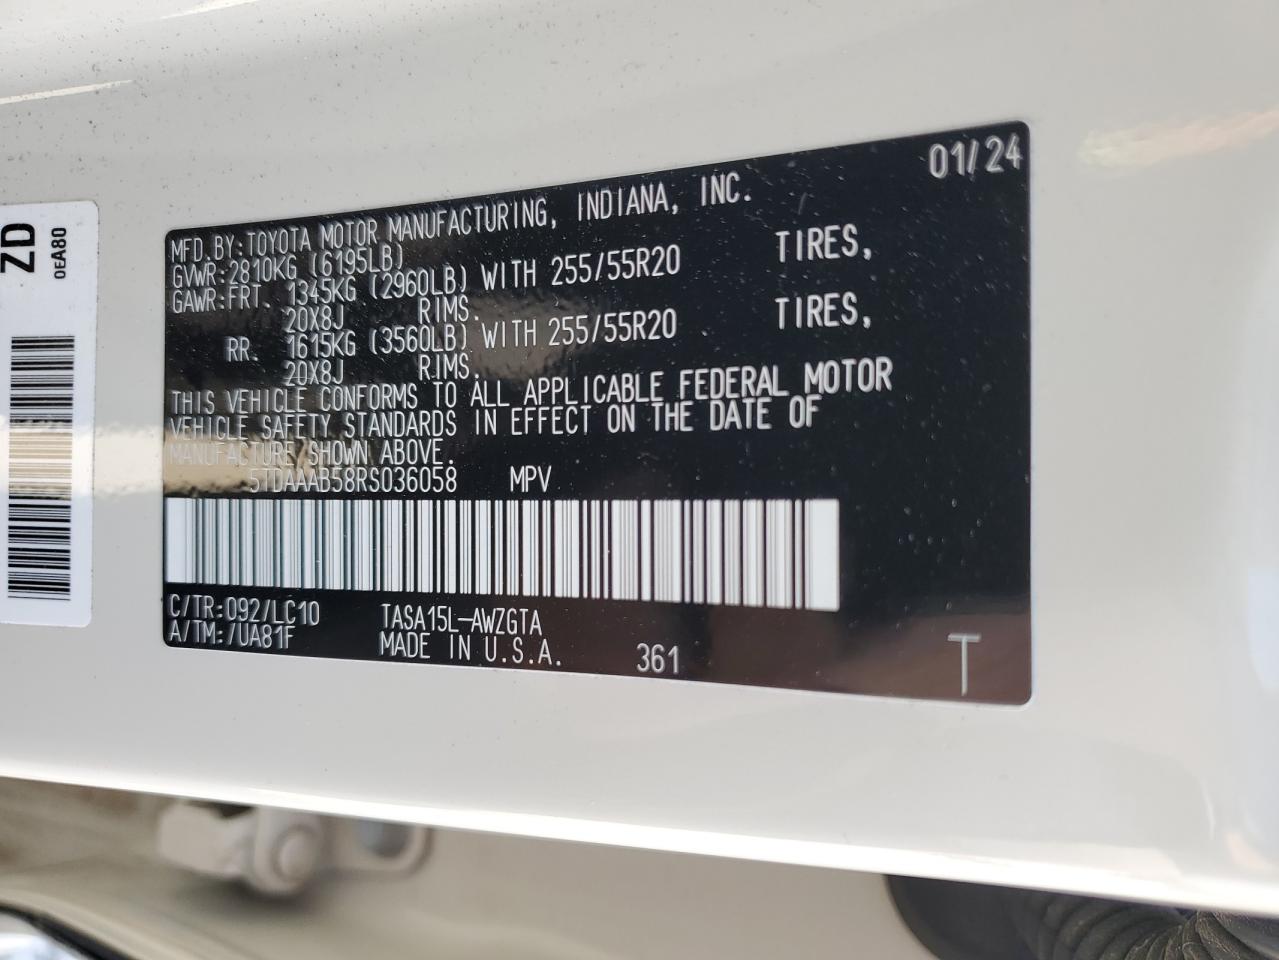 ZD
0EA80
01/24
MFD.BY:TOYOTA MOTOR MANUFACTURING, INDIANA, INC.
GVWR:2810KG (6195LB)
GAWR:FRT. 1345KG (2960LB) WITH 255/55R20 TIRES,
20X8J RIMS.
RR. 1615KG (3560LB) WITH 255/55R20 TIRES,
20X8J RIMS.
THIS VEHICLE CONFORMS TO ALL APPLICABLE FEDERAL MOTOR
VEHICLE SAFETY STANDARDS IN EFFECT ON THE DATE OF
MANUFACTURE SHOWN ABOVE.
5TDAAAB58RS036058 MPV
C/TR:092/LC10 TASA15L-AWZGTA
A/TM:/UA81F MADE IN U.S.A. 361 T